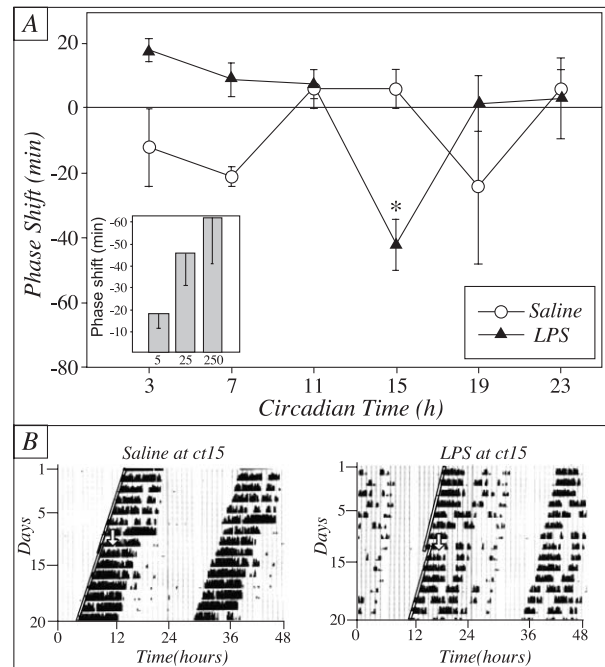 A
Phase Shift (min)
20
0
-20
-40
-60
-80
*
Phase shift (min)
-60
-50
-40
-30
-20
-10
5 25 250
Saline
LPS
3 7 11 15 19 23
Circadian Time (h)
B
Saline at ct15
Days
1
5
15
20
0 12 24 36 48
Time(hours)
LPS at ct15
Days
1
5
15
20
0 12 24 36 48
Time(hours)